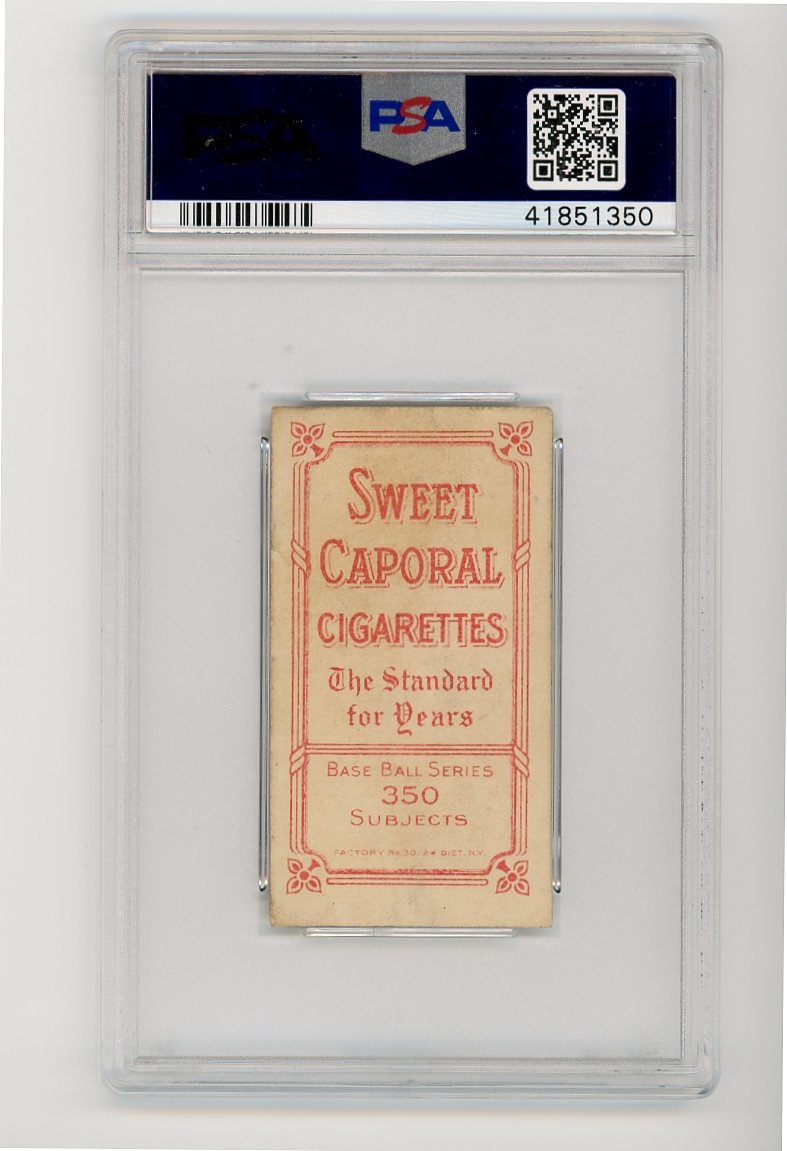 PSA
PSA
41851350
SWEET
CAPORAL
CIGARETTES
The Standard
for Years
BASE BALL SERIES
350
SUBJECTS
FACTORY No. 30, 2d DIST. N.Y.